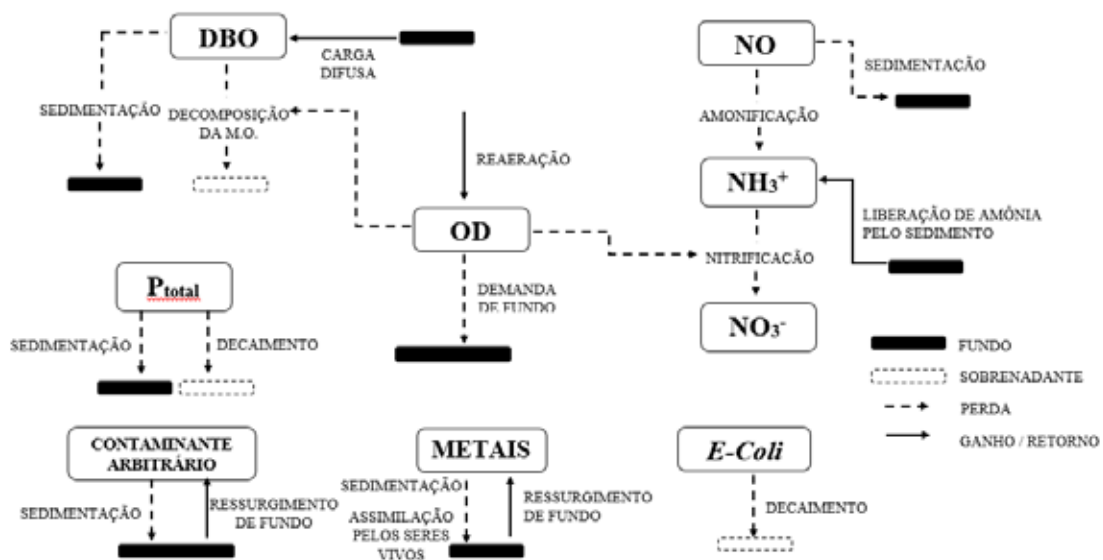 DBO
CARGA
DIFUSA
SEDIMENTAÇÃO
DECOMPOSIÇÃO
DA M.O.
REAERAÇÃO
OD
DEMANDA
DE FUNDO
NO
SEDIMENTAÇÃO
AMONIFICAÇÃO
NH₃⁺
LIBERAÇÃO DE AMÔNIA
PELO SEDIMENTO
NITRIFICAÇÃO
NO₃⁻
Ptotal
SEDIMENTAÇÃO
DECAIMENTO
FUNDO
SOBRENADANTE
PERDA
GANHO / RETORNO
CONTAMINANTE
ARBITRÁRIO
SEDIMENTAÇÃO
RESSURGIMENTO
DE FUNDO
METAIS
SEDIMENTAÇÃO
ASSIMILAÇÃO
PELOS SERES
VIVOS
RESSURGIMENTO
DE FUNDO
E-Coli
DECAIMENTO